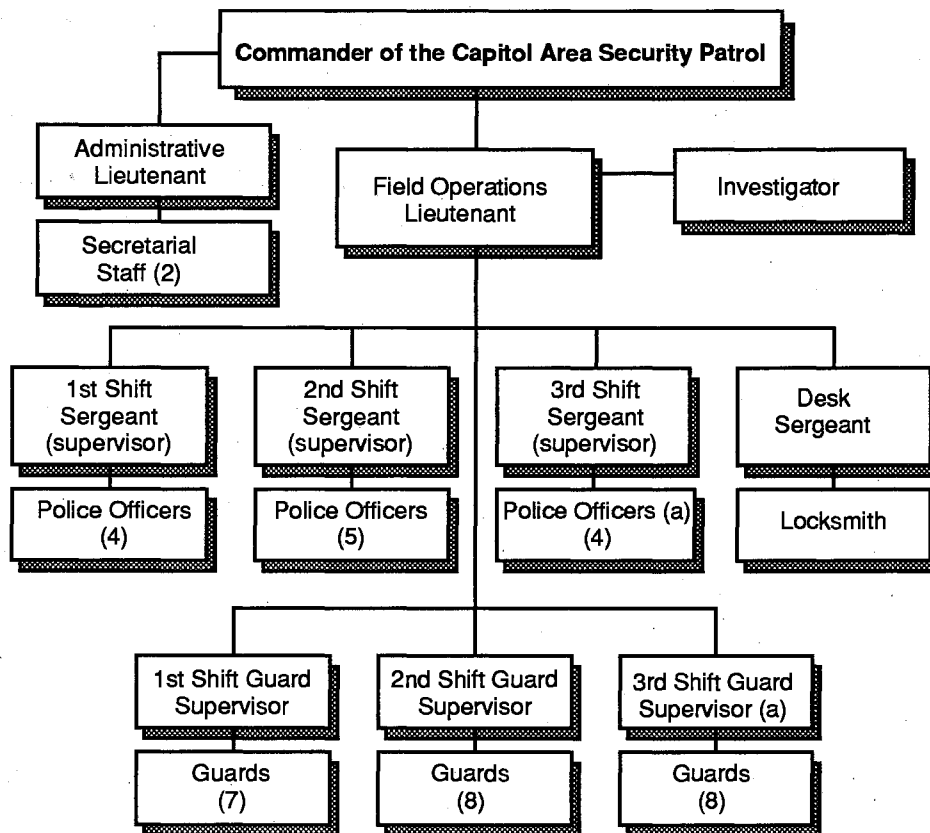 Commander of the Capitol Area Security Patrol
Administrative
Lieutenant
Field Operations
Lieutenant
Investigator
Secretarial
Staff (2)
1st Shift
Sergeant
(supervisor)
2nd Shift
Sergeant
(supervisor)
3rd Shift
Sergeant
(supervisor)
Desk
Sergeant
Police Officers
(4)
Police Officers
(5)
Police Officers (a)
(4)
Locksmith
1st Shift Guard
Supervisor
2nd Shift Guard
Supervisor
3rd Shift Guard
Supervisor (a)
Guards
(7)
Guards
(8)
Guards
(8)